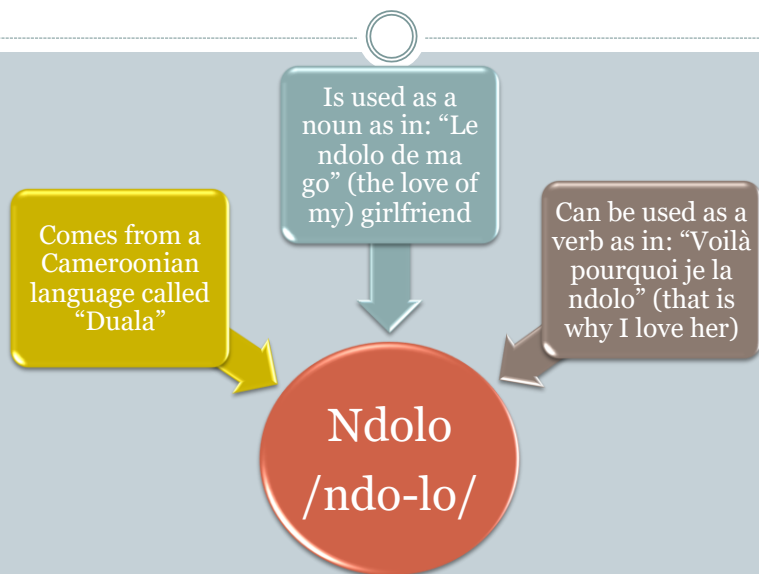 Is used as a
noun as in: “Le
ndolo de ma
go” (the love of
my) girlfriend
Comes from a
Cameroonian
language called
“Duala”
Can be used as a
verb as in: “Voilà
pourquoi je la
ndolo” (that is
why I love her)
Ndolo
/ndo-lo/